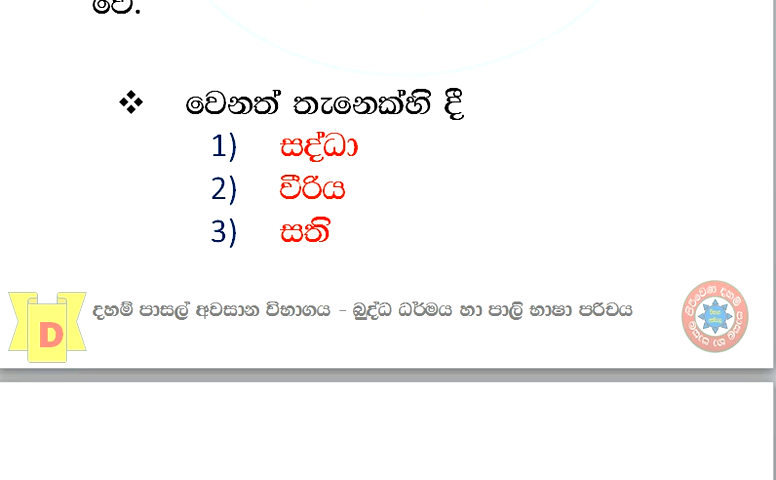 වේ.
❖ වෙනත් තැනෙක්හි දී
1) සද්ධා
2) වීරිය
3) සති
D
දහම් පාසල් අවසාන විභාගය - බුද්ධ ධර්මය හා පාලි භාෂා පරිචය